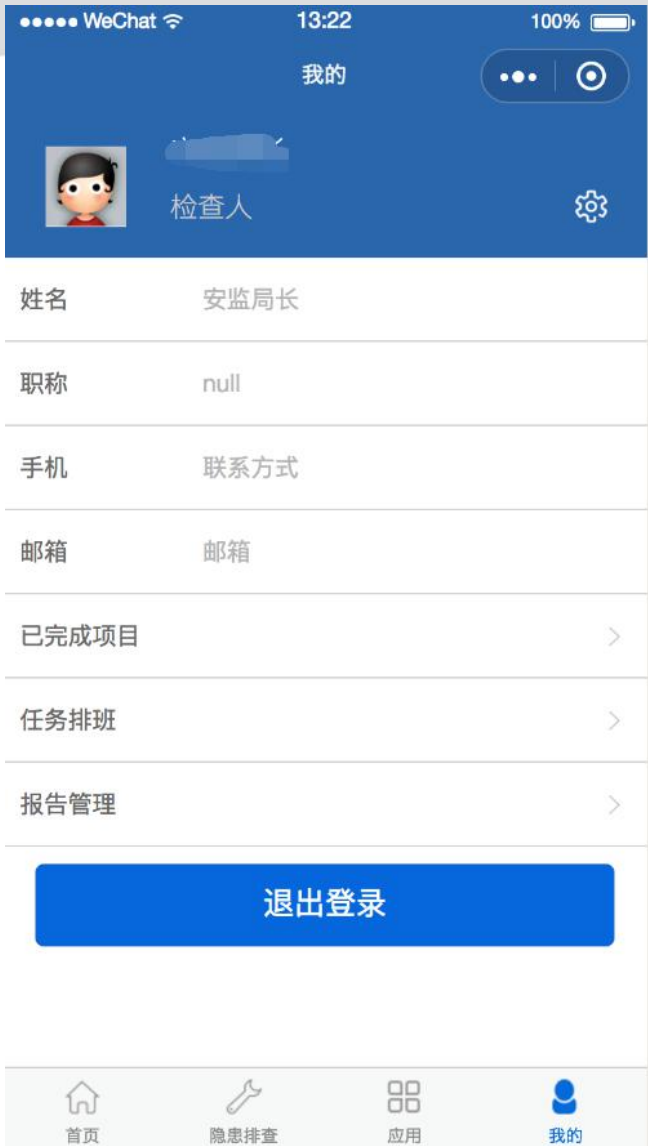 WeChat 13:22 100%
我的
检查人
姓名 安监局长
职称 null
手机 联系方式
邮箱 邮箱
已完成项目
任务排班
报告管理
退出登录
首页 隐患排查 应用 我的